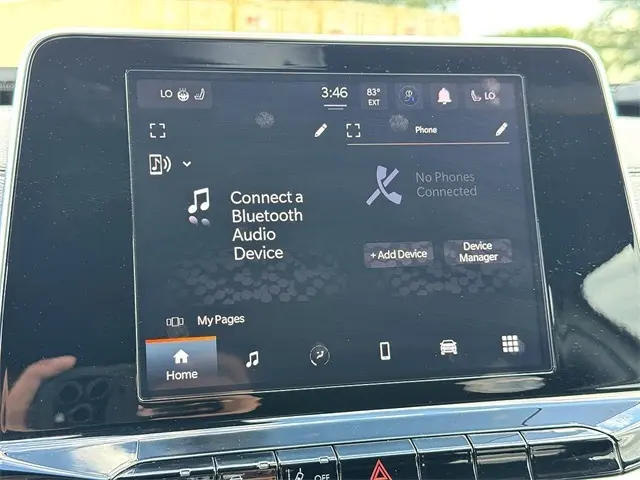 LO 3:46 83° LO
EXT
Phone
No Phones
Connected
Connect a
Bluetooth
Audio
Device
+ Add Device
Device
Manager
My Pages
Home
OFF